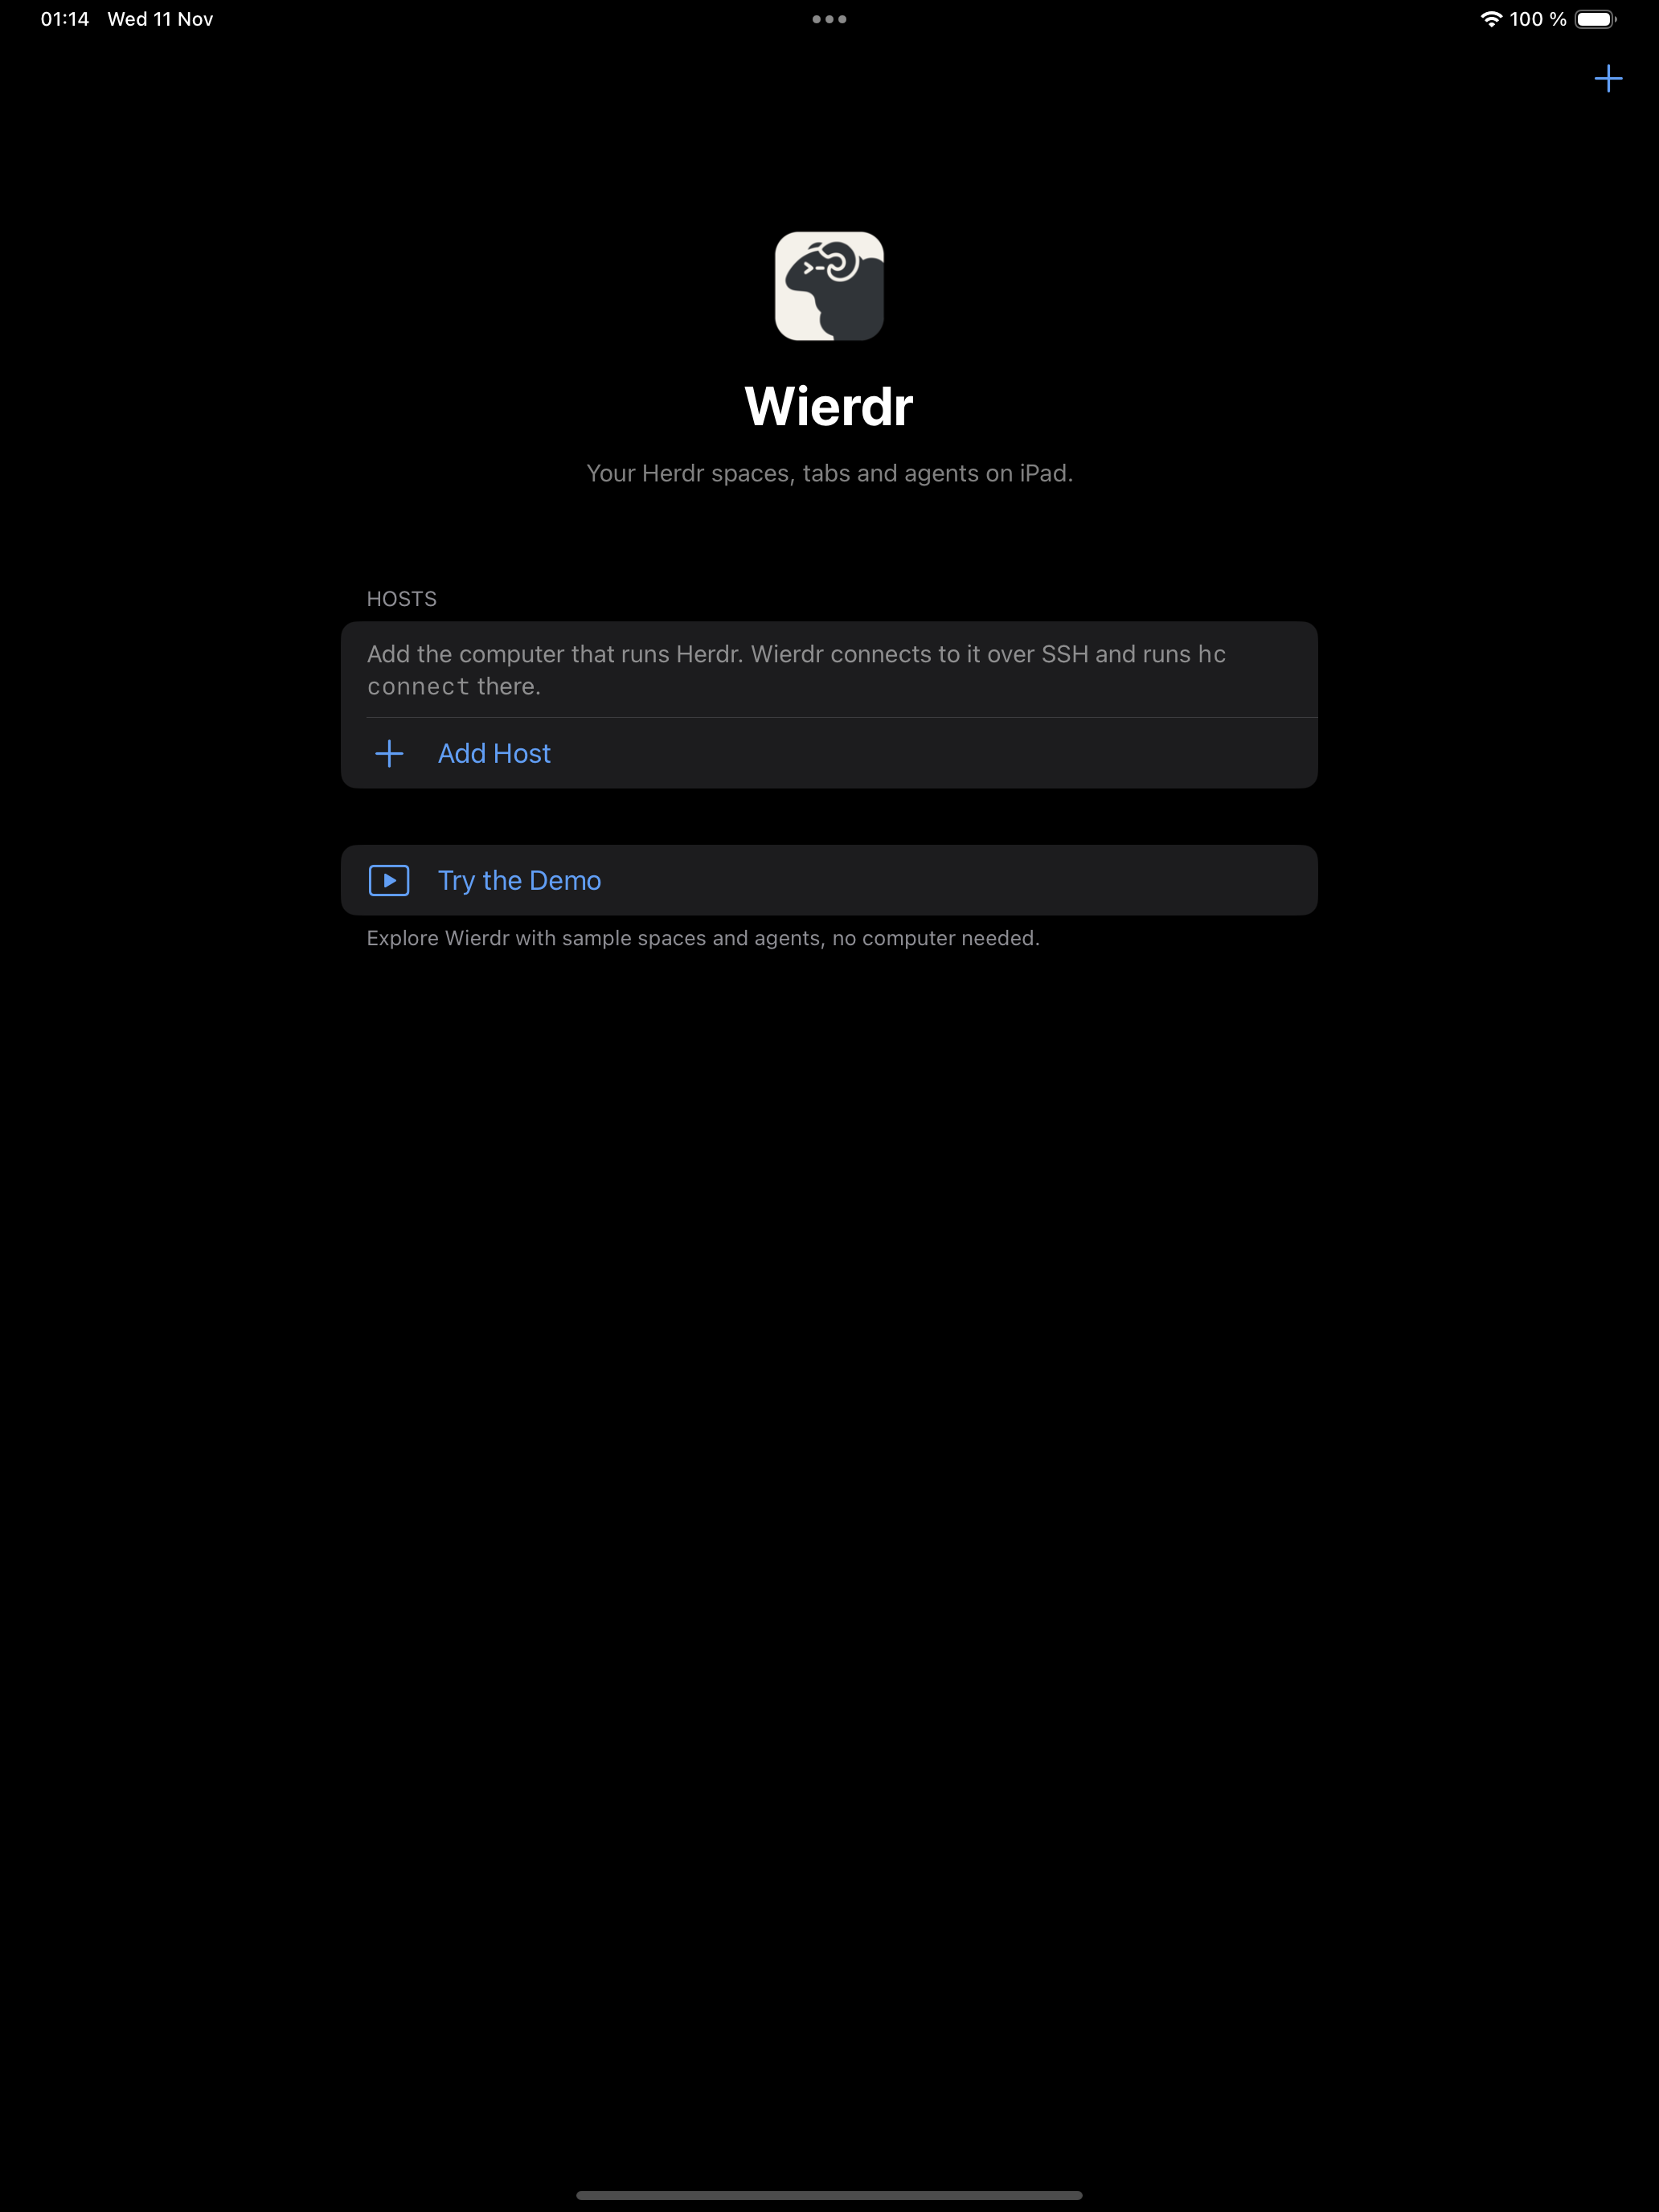 01:14 Wed 11 Nov
100 %
Wierdr
Your Herdr spaces, tabs and agents on iPad.
HOSTS
Add the computer that runs Herdr. Wierdr connects to it over SSH and runs hc
connect there.
Add Host
Try the Demo
Explore Wierdr with sample spaces and agents, no computer needed.